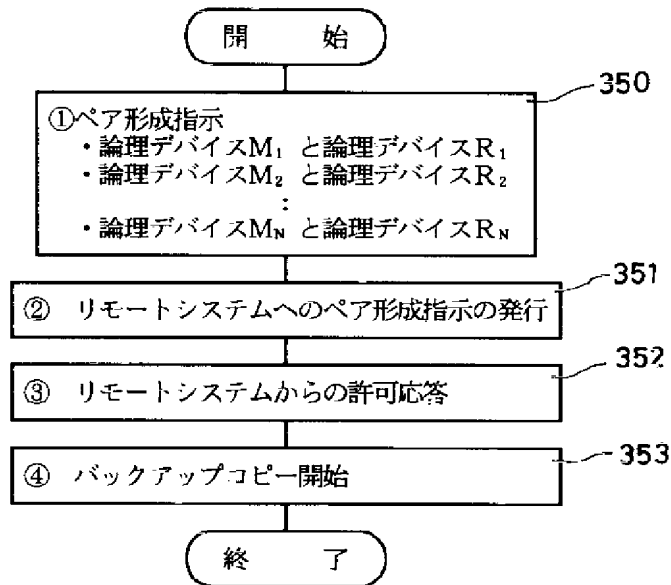 開 始
350
①ペア形成指示
・論理デバイスM₁ と論理デバイスR₁
・論理デバイスM₂ と論理デバイスR₂
:
・論理デバイスMN と論理デバイスRN
351
② リモートシステムへのペア形成指示の発行
352
③ リモートシステムからの許可応答
353
④ バックアップコピー開始
終 了